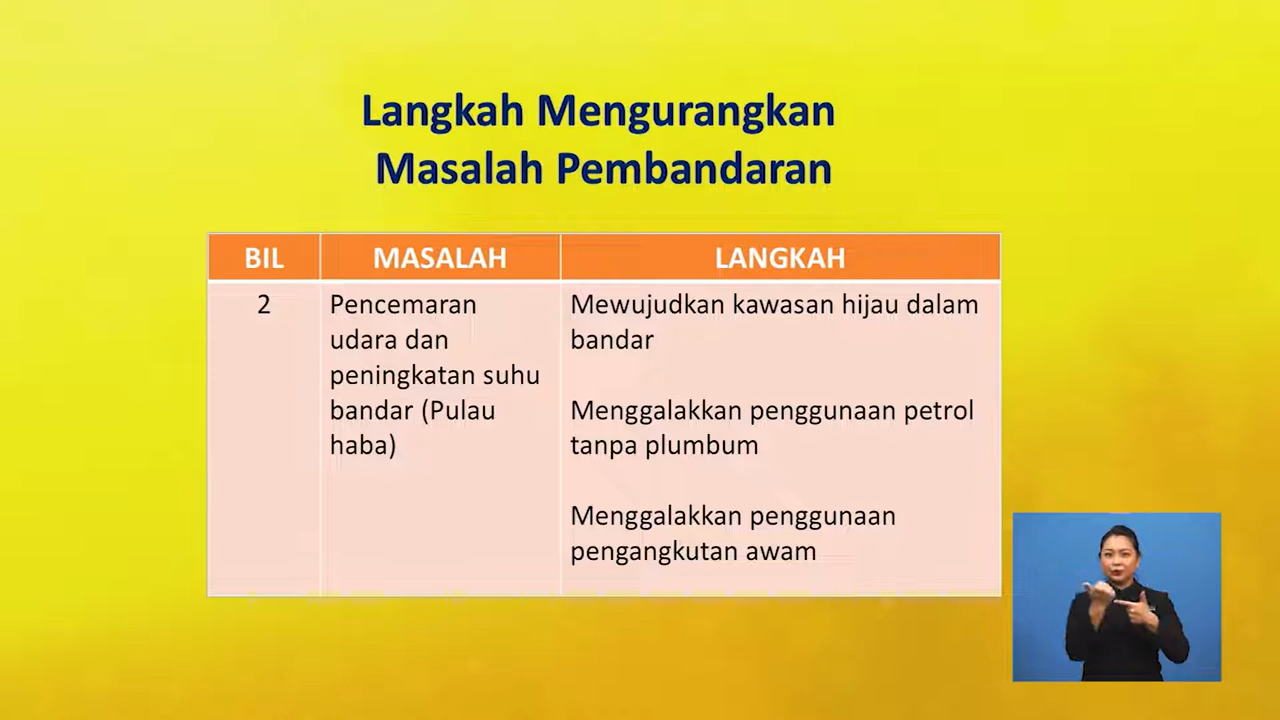 Langkah Mengurangkan
Masalah Pembandaran
BIL
MASALAH
LANGKAH
2
Pencemaran
udara dan
peningkatan suhu
bandar (Pulau
haba)
Mewujudkan kawasan hijau dalam
bandar
Menggalakkan penggunaan petrol
tanpa plumbum
Menggalakkan penggunaan
pengangkutan awam